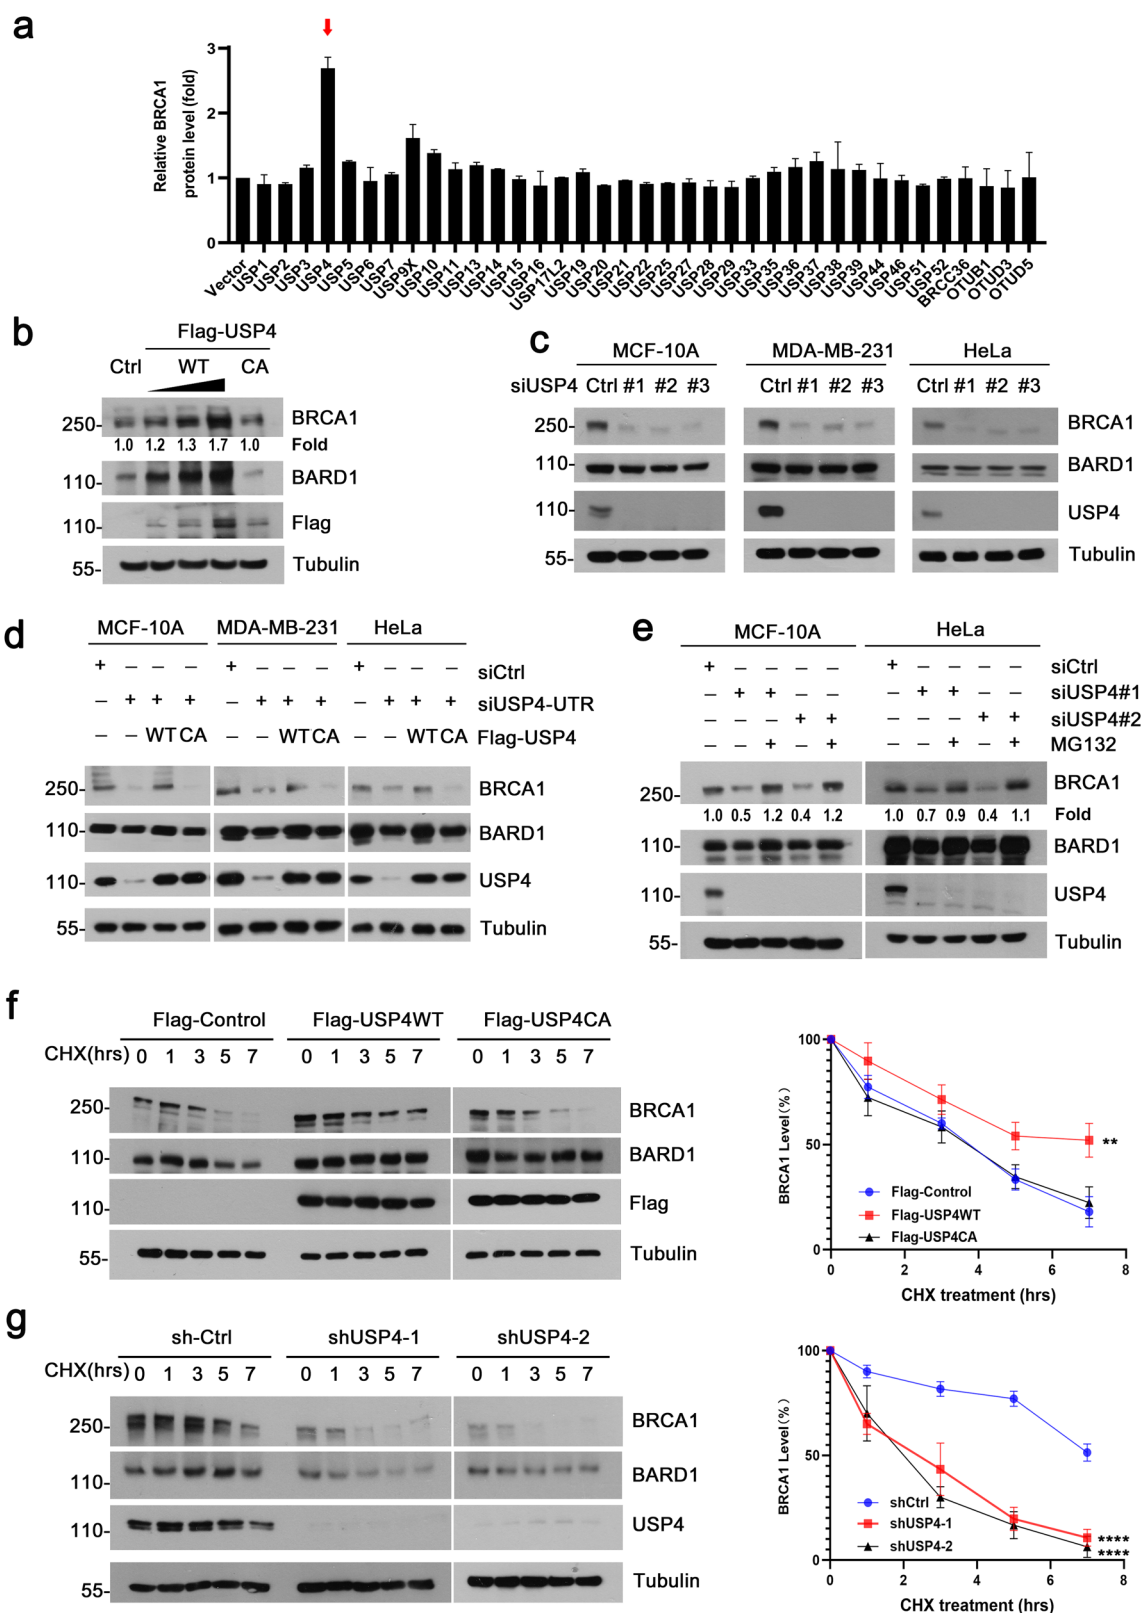 a
Relative BRCA1
protein level (fold)
3
2
1
0
Vector USP1 USP2 USP3 USP4 USP5 USP6 USP7 USP9X USP10 USP11 USP13 USP14 USP15 USP16 USP17L2 USP19 USP20 USP21 USP22 USP25 USP27 USP28 USP29 USP33 USP35 USP36 USP37 USP38 USP39 USP44 USP46 USP51 USP52 BRCC36 OTUB1 OTUD3 OTUD5
b
Flag-USP4
Ctrl WT CA
250- BRCA1
1.0 1.2 1.3 1.7 1.0 Fold
110- BARD1
110- Flag
55- Tubulin
c
MCF-10A MDA-MB-231 HeLa
siUSP4 Ctrl #1 #2 #3 Ctrl #1 #2 #3 Ctrl #1 #2 #3
250- BRCA1
110- BARD1
110- USP4
55- Tubulin
d
MCF-10A MDA-MB-231 HeLa
+ − − − + − − − + − − − siCtrl
− + + + − + + + − + + + siUSP4-UTR
− − WT CA − − WT CA − − WT CA Flag-USP4
250- BRCA1
110- BARD1
110- USP4
55- Tubulin
e
MCF-10A HeLa
+ − − − − + − − − − siCtrl
− + + − − − + + − − siUSP4#1
− − − + + − − − + + siUSP4#2
− − + − + − − + − + MG132
250- BRCA1
1.0 0.5 1.2 0.4 1.2 1.0 0.7 0.9 0.4 1.1 Fold
110- BARD1
110- USP4
55- Tubulin
f
Flag-Control Flag-USP4WT Flag-USP4CA
CHX(hrs) 0 1 3 5 7 0 1 3 5 7 0 1 3 5 7
250- BRCA1
110- BARD1
110- Flag
55- Tubulin
BRCA1 Level(%)
100
50
0
**
Flag-Control
Flag-USP4WT
Flag-USP4CA
0 2 4 6 8
CHX treatment (hrs)
g
sh-Ctrl shUSP4-1 shUSP4-2
CHX(hrs) 0 1 3 5 7 0 1 3 5 7 0 1 3 5 7
250- BRCA1
110- BARD1
110- USP4
55- Tubulin
BRCA1 Level(%)
100
50
0
shCtrl
shUSP4-1
shUSP4-2
****
****
0 2 4 6 8
CHX treatment (hrs)